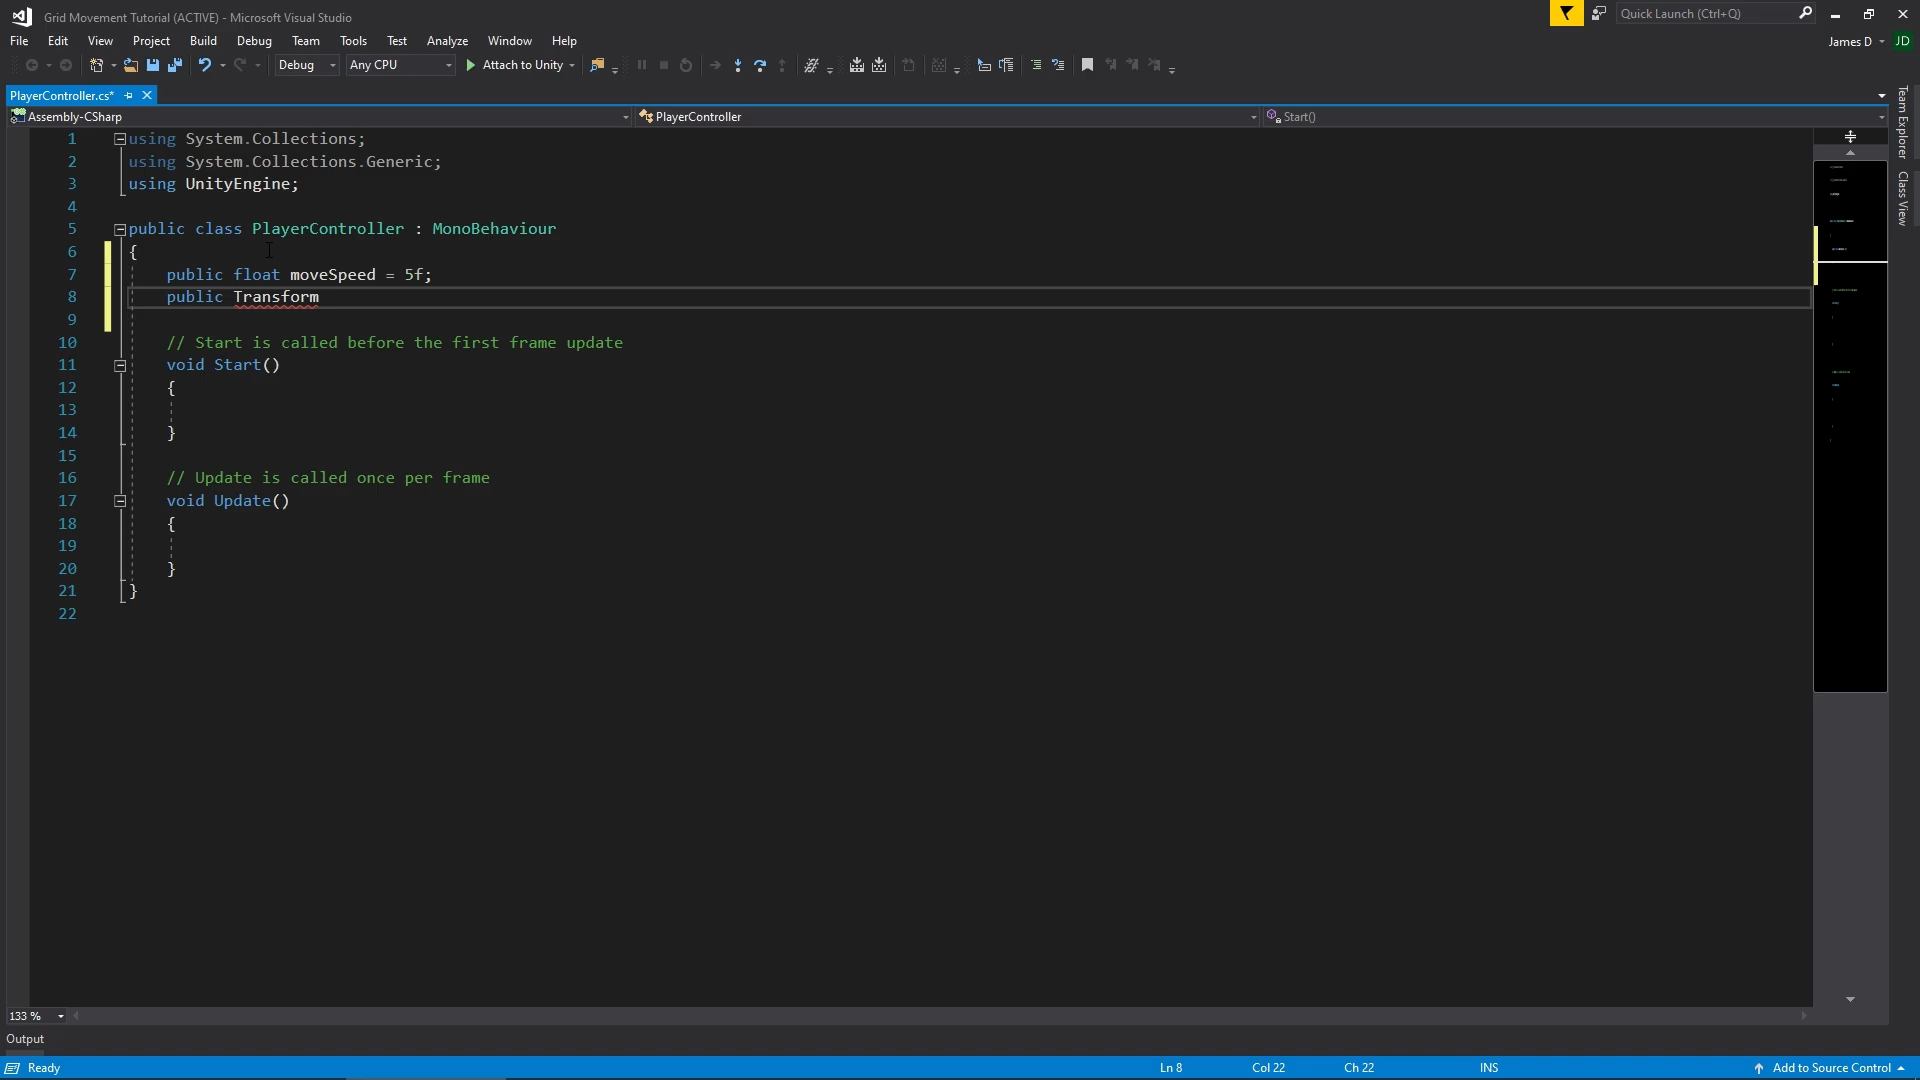 Grid Movement Tutorial (ACTIVE) - Microsoft Visual Studio
Quick Launch (Ctrl+Q)
File Edit View Project Build Debug Team Tools Test Analyze Window Help
James D JD
Debug Any CPU Attach to Unity
PlayerController.cs*
Assembly-CSharp PlayerController Start()
Team Explorer
Class View
1 using System.Collections;
2 using System.Collections.Generic;
3 using UnityEngine;
4
5 public class PlayerController : MonoBehaviour
6 {
7 public float moveSpeed = 5f;
8 public Transform
9
10 // Start is called before the first frame update
11 void Start()
12 {
13
14 }
15
16 // Update is called once per frame
17 void Update()
18 {
19
20 }
21 }
22
133 %
Output
Ready Ln 8 Col 22 Ch 22 INS Add to Source Control